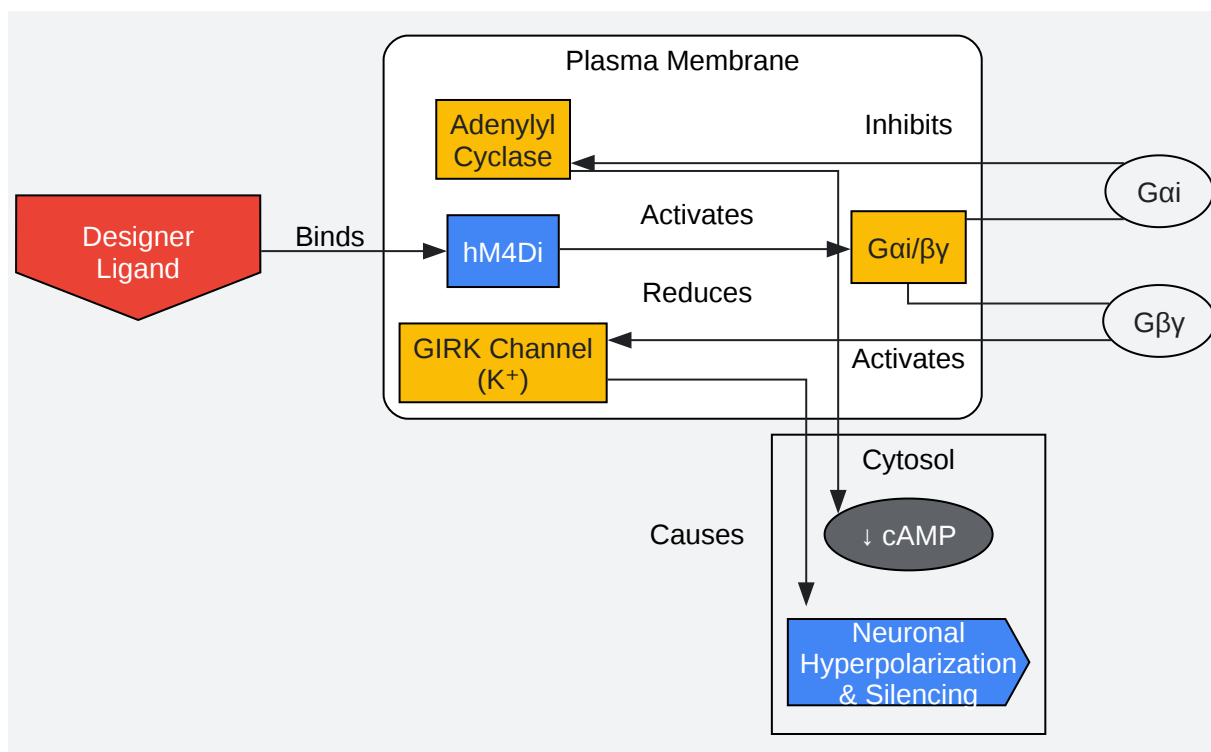 Plasma Membrane
Adenylyl
Cyclase
Inhibits
Gαi
Designer
Ligand
Binds
hM4Di
Activates
Gαi/βγ
Reduces
Gβγ
GIRK Channel
(K⁺)
Activates
Cytosol
Causes
↓ cAMP
Neuronal
Hyperpolarization
& Silencing